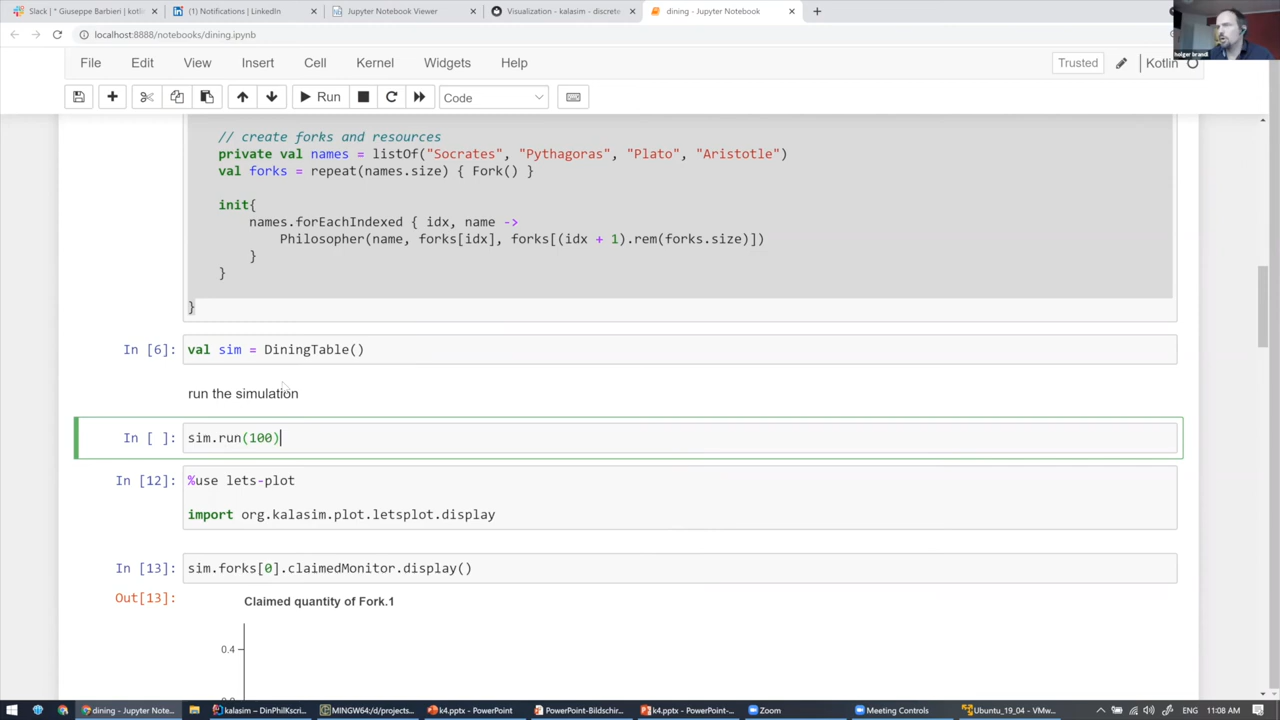 Slack | * Giuseppe Barbieri | kotli
(1) Notifications | LinkedIn
Jupyter Notebook Viewer
Visualization - kalasim - discrete
dining - Jupyter Notebook
localhost:8888/notebooks/dining.ipynb
holger brandl
File Edit View Insert Cell Kernel Widgets Help
Trusted
Kotlin
Run
Code
// create forks and resources
private val names = listOf("Socrates", "Pythagoras", "Plato", "Aristotle")
val forks = repeat(names.size) { Fork() }
init{
names.forEachIndexed { idx, name ->
Philosopher(name, forks[idx], forks[(idx + 1).rem(forks.size)])
}
}
}
In [6]: val sim = DiningTable()
run the simulation
In [ ]: sim.run(100)
In [12]: %use lets-plot
import org.kalasim.plot.letsplot.display
In [13]: sim.forks[0].claimedMonitor.display()
Out[13]:
Claimed quantity of Fork.1
0.4
dining - Jupyter Note...
kalasim – DinPhilKscri...
MINGW64:/d/projects...
k4.pptx - PowerPoint
PowerPoint-Bildschir...
k4.pptx - PowerPoint-...
Zoom
Meeting Controls
Ubuntu_19_04 — VMw...
11:08 AM